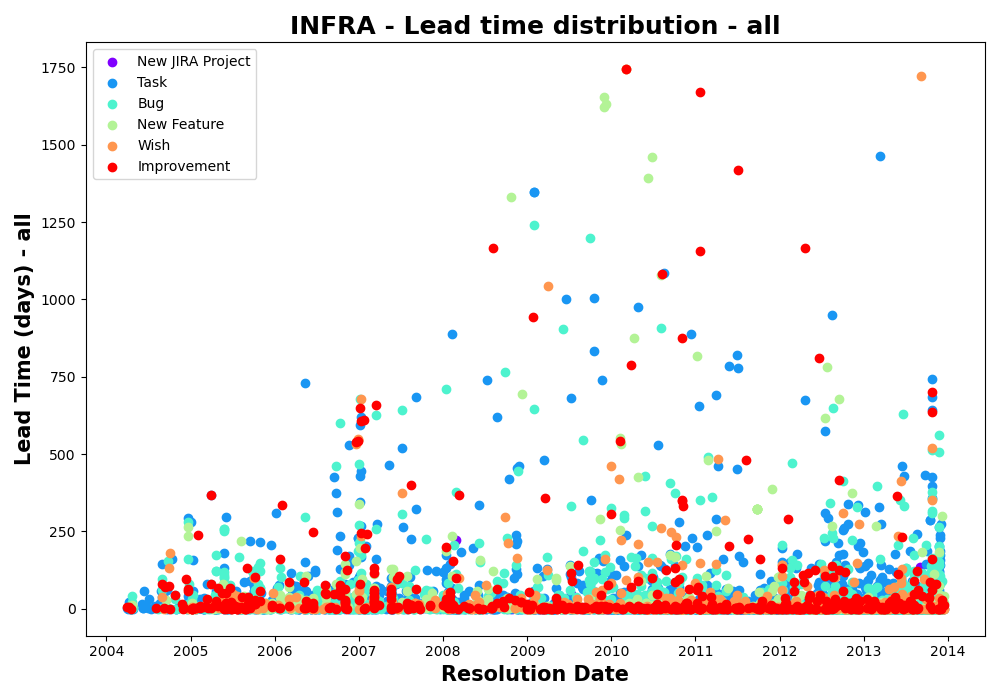 INFRA - Lead time distribution - all
New JIRA Project
Task
Bug
New Feature
Wish
Improvement
1750
1500
1250
1000
750
500
250
0
Lead Time (days) - all
2004 2005 2006 2007 2008 2009 2010 2011 2012 2013 2014
Resolution Date